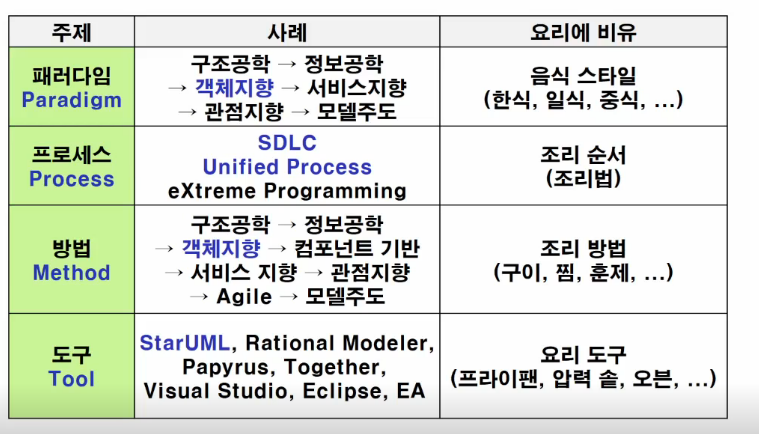 주제 사례 요리에 비유
패러다임
Paradigm
구조공학 → 정보공학
→ 객체지향 → 서비스지향
→ 관점지향 → 모델주도
음식 스타일
(한식, 일식, 중식, ...)
프로세스
Process
SDLC
Unified Process
eXtreme Programming
조리 순서
(조리법)
방법
Method
구조공학 → 정보공학
→ 객체지향 → 컴포넌트 기반
→ 서비스 지향 → 관점지향
→ Agile → 모델주도
조리 방법
(구이, 찜, 훈제, ...)
도구
Tool
StarUML, Rational Modeler,
Papyrus, Together,
Visual Studio, Eclipse, EA
요리 도구
(프라이팬, 압력 솥, 오븐, ...)